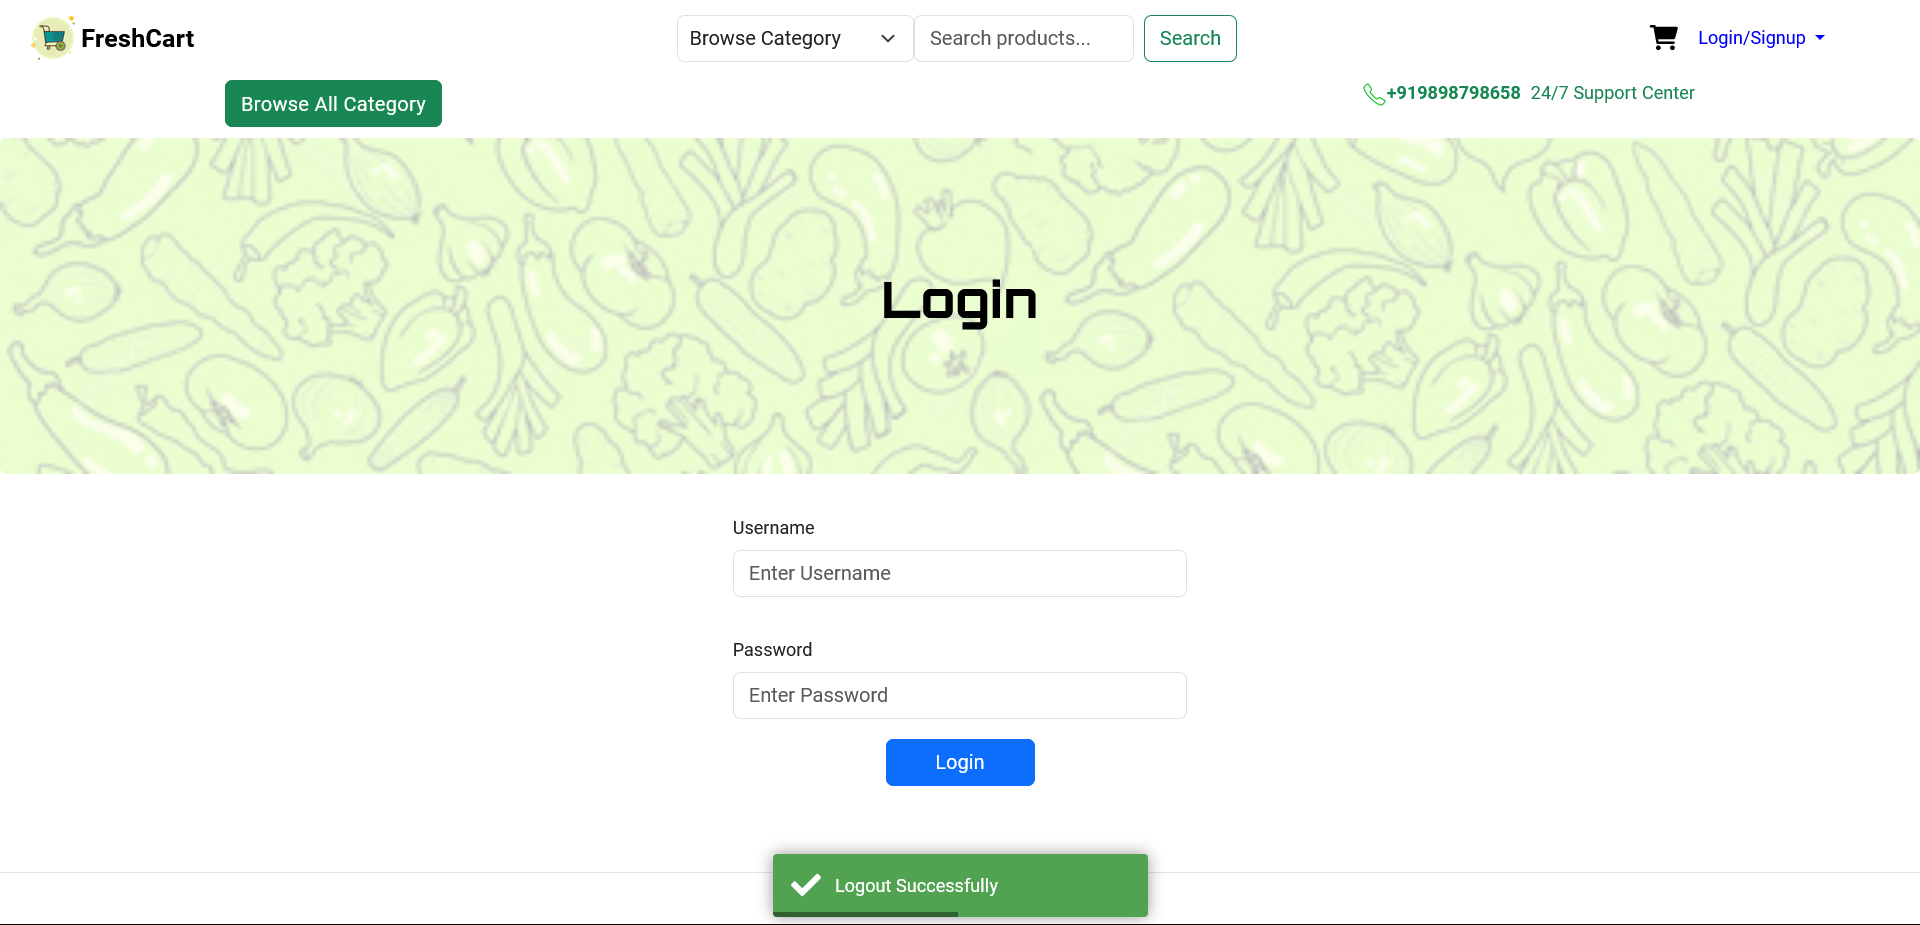 FreshCart
Browse Category
Search products...
Search
Login/Signup
Browse All Category
+919898798658 24/7 Support Center
Login
Username
Enter Username
Password
Enter Password
Login
Logout Successfully